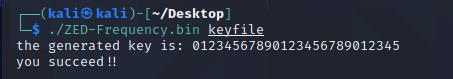 (kali㉿kali)-[~/Desktop]
$ ./ZED-Frequency.bin keyfile
the generated key is: 01234567890123456789012345
you succeed!!